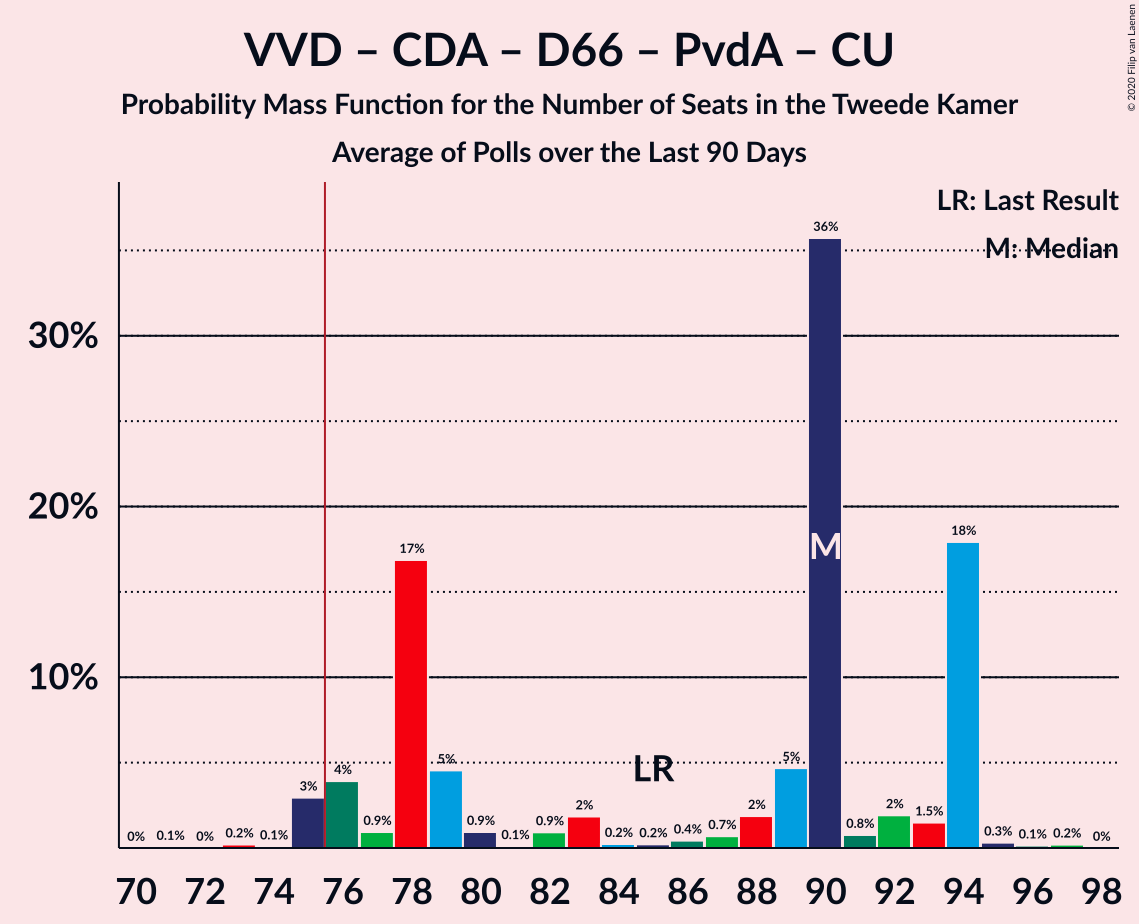 VVD – CDA – D66 – PvdA – CU
Probability Mass Function for the Number of Seats in the Tweede Kamer
Average of Polls over the Last 90 Days
© 2020 Filip van Laenen
LR: Last Result
M: Median
30%
20%
10%
0% 0.1% 0% 0.2% 0.1% 3% 4% 0.9% 17% 5% 0.9% 0.1% 0.9% 2% 0.2% 0.2% 0.4% 0.7% 2% 5% 36% 0.8% 2% 1.5% 18% 0.3% 0.1% 0.2% 0%
LR
M
70 72 74 76 78 80 82 84 86 88 90 92 94 96 98